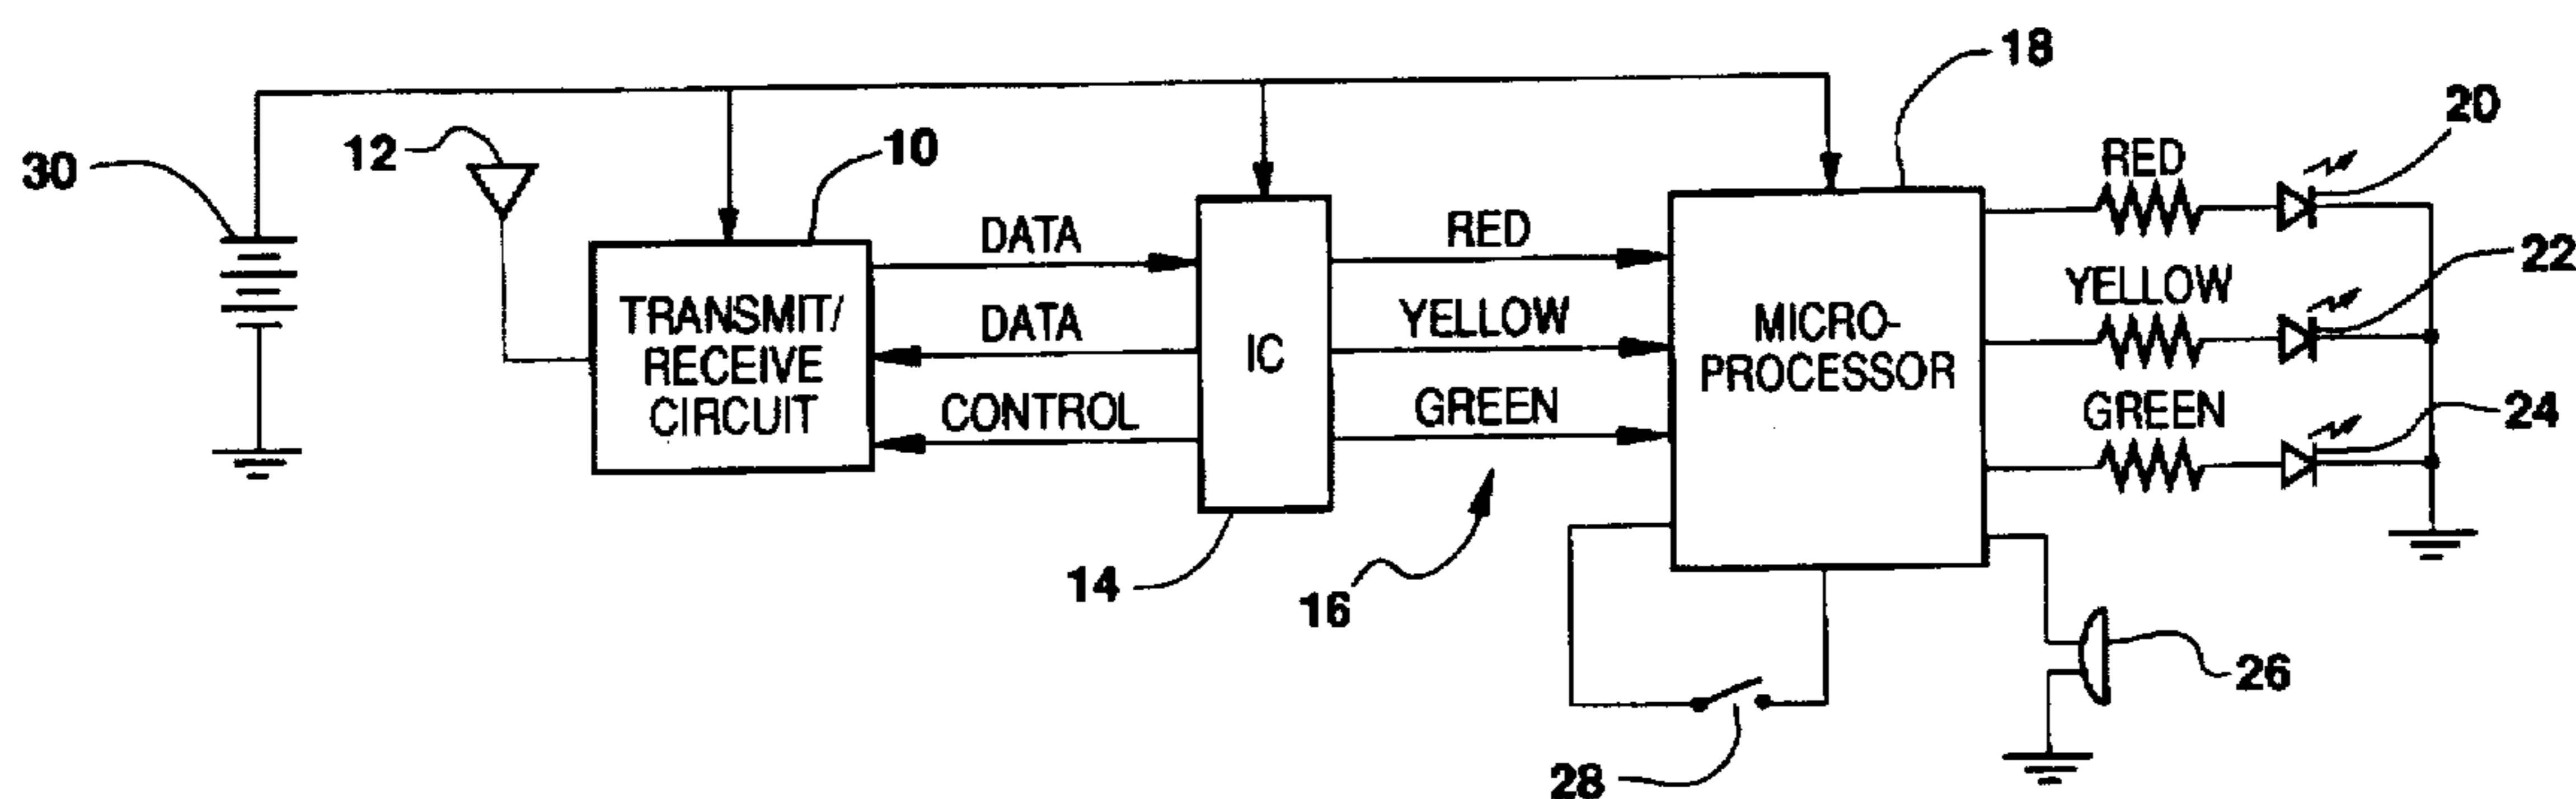 18
20
RED
12
10
30
DATA
RED
22
YELLOW
TRANSMIT/
RECEIVE
CIRCUIT
DATA
IC
YELLOW
MICRO-
PROCESSOR
CONTROL
GREEN
GREEN
24
14
16
26
28